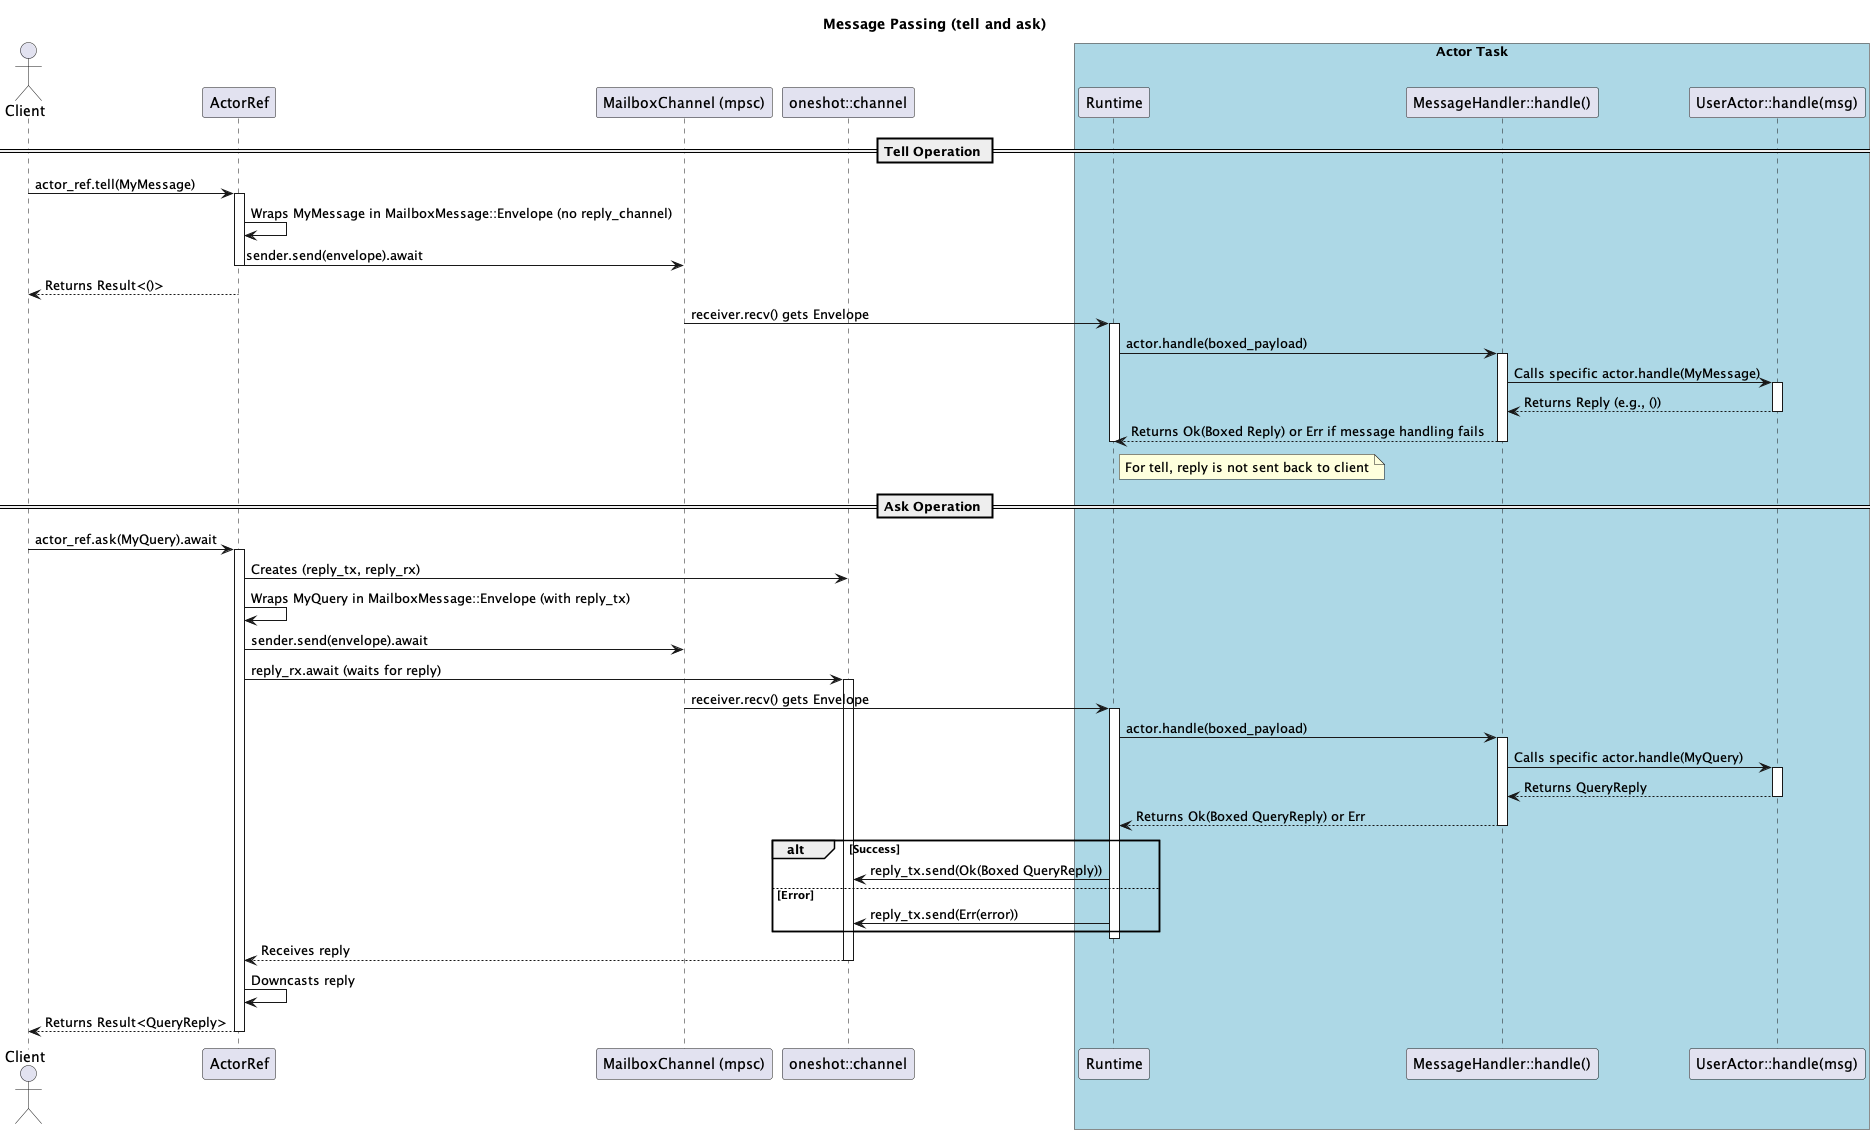 Message Passing (tell and ask)
Actor Task
Client
ActorRef
MailboxChannel (mpsc)
oneshot::channel
Runtime
MessageHandler::handle()
UserActor::handle(msg)
Tell Operation
actor_ref.tell(MyMessage)
Wraps MyMessage in MailboxMessage::Envelope (no reply_channel)
sender.send(envelope).await
Returns Result<()>
receiver.recv() gets Envelope
actor.handle(boxed_payload)
Calls specific actor.handle(MyMessage)
Returns Reply (e.g., ())
Returns Ok(Boxed Reply) or Err if message handling fails
For tell, reply is not sent back to client
Ask Operation
actor_ref.ask(MyQuery).await
Creates (reply_tx, reply_rx)
Wraps MyQuery in MailboxMessage::Envelope (with reply_tx)
sender.send(envelope).await
reply_rx.await (waits for reply)
receiver.recv() gets Envelope
actor.handle(boxed_payload)
Calls specific actor.handle(MyQuery)
Returns QueryReply
Returns Ok(Boxed QueryReply) or Err
alt
[Success]
reply_tx.send(Ok(Boxed QueryReply))
[Error]
reply_tx.send(Err(error))
Receives reply
Downcasts reply
Returns Result<QueryReply>
Client
ActorRef
MailboxChannel (mpsc)
oneshot::channel
Runtime
MessageHandler::handle()
UserActor::handle(msg)